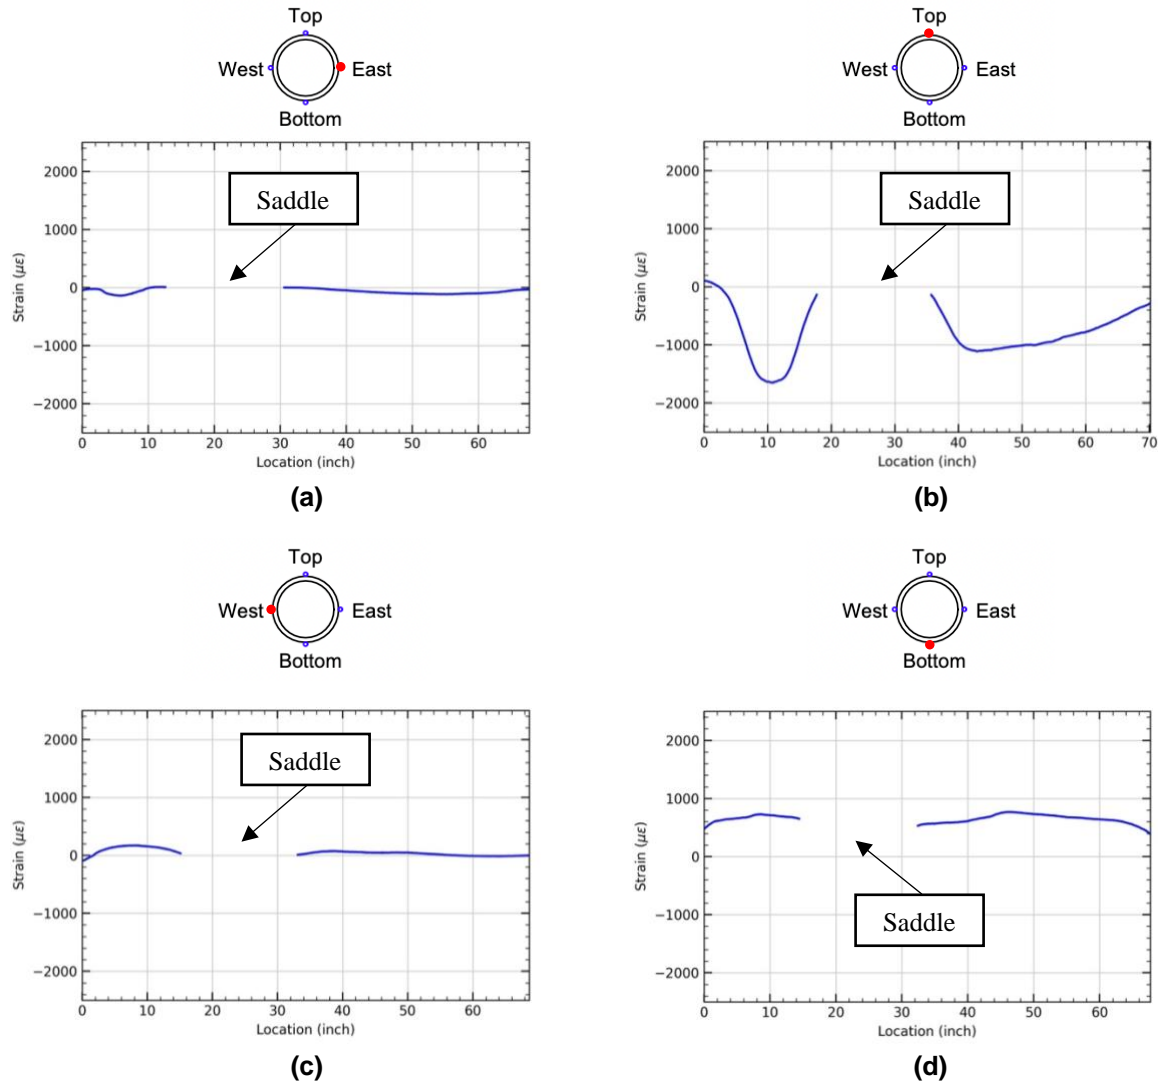 Top
West East
Bottom
Saddle
2000
1000
0
−1000
−2000
Strain (με)
0 10 20 30 40 50 60
Location (inch)
(a)
Top
West East
Bottom
Saddle
2000
1000
0
−1000
−2000
Strain (με)
0 10 20 30 40 50 60 70
Location (inch)
(b)
Top
West East
Bottom
Saddle
2000
1000
0
−1000
−2000
Strain (με)
0 10 20 30 40 50 60
Location (inch)
(c)
Top
West East
Bottom
2000
1000
0
−1000
−2000
Strain (με)
Saddle
0 10 20 30 40 50 60
Location (inch)
(d)